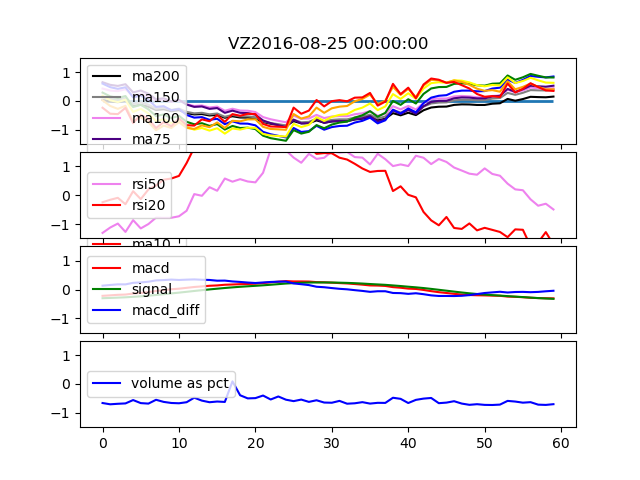 VZ2016-08-25 00:00:00
1
0
−1
ma200
ma150
ma100
ma75
1
0
−1
rsi50
rsi20
ma10
1
0
−1
macd
signal
macd_diff
1
0
−1
volume as pct
0 10 20 30 40 50 60